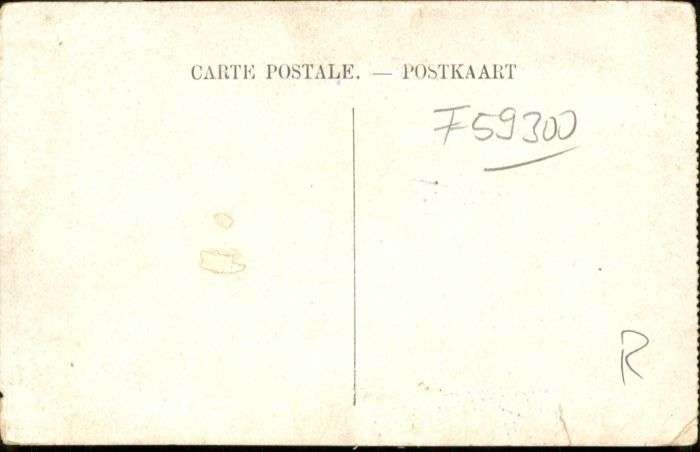 CARTE POSTALE. — POSTKAART
F59300
R